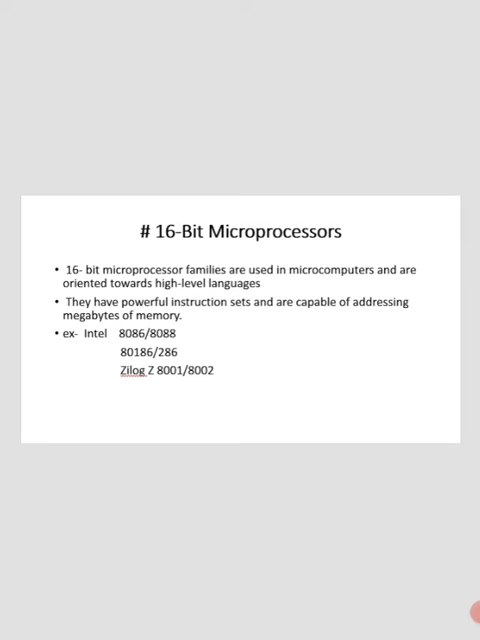 # 16-Bit Microprocessors
• 16- bit microprocessor families are used in microcomputers and are
oriented towards high-level languages
• They have powerful instruction sets and are capable of addressing
megabytes of memory.
• ex- Intel 8086/8088
80186/286
Zilog Z 8001/8002